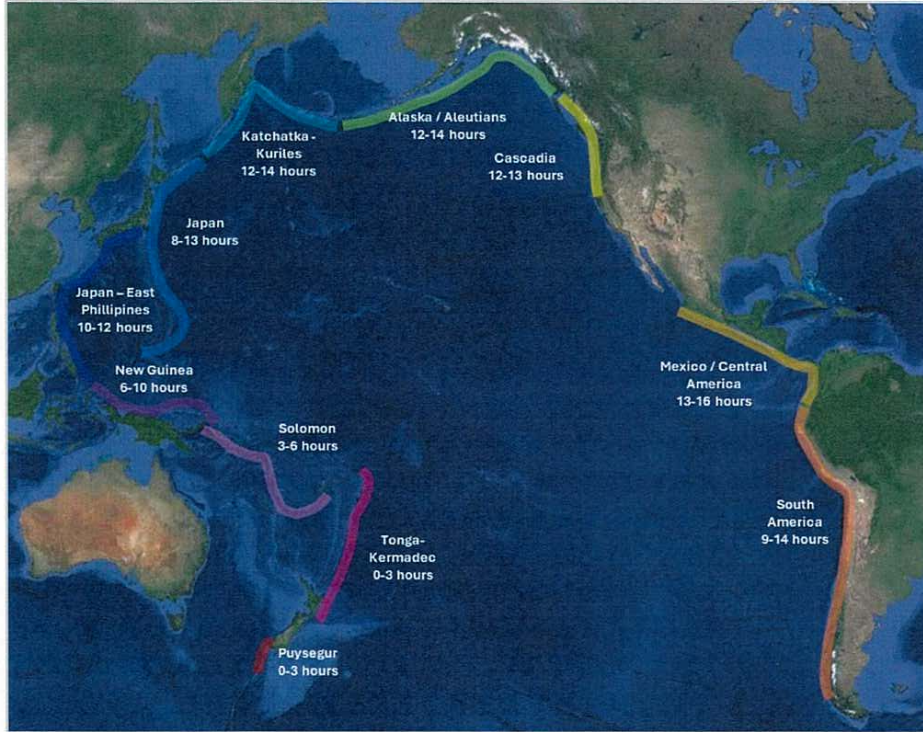 Alaska / Aleutians
12-14 hours
Katchatka -
Kuriles
12-14 hours
Cascadia
12-13 hours
Japan
8-13 hours
Japan – East
Phillipines
10-12 hours
New Guinea
6-10 hours
Mexico / Central
America
13-16 hours
Solomon
3-6 hours
South
America
9-14 hours
Tonga-
Kermadec
0-3 hours
Puysegur
0-3 hours